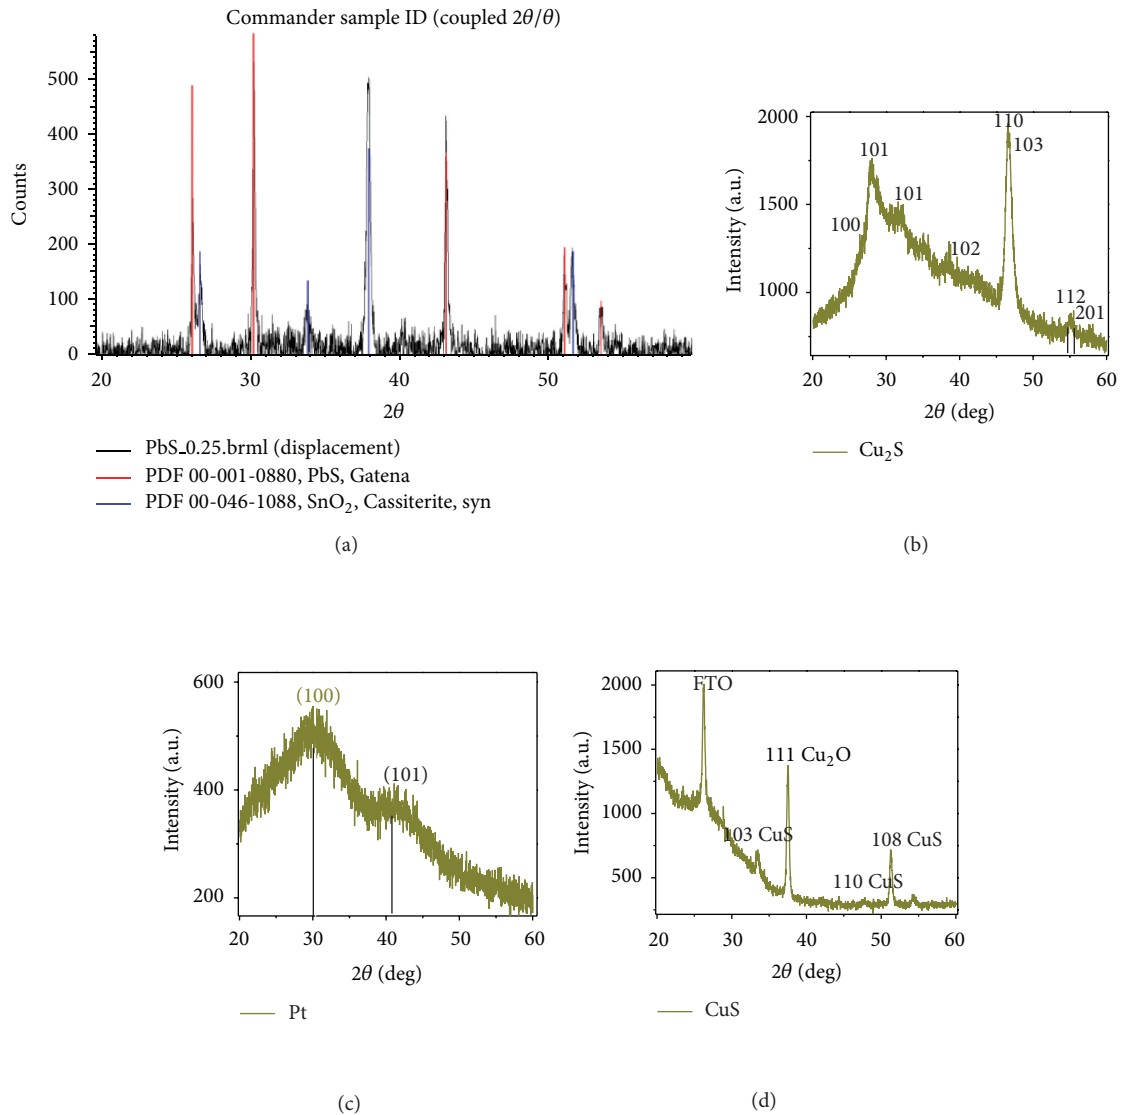 Commander sample ID (coupled 2θ/θ)
500
400
300
200
100
0
Counts
20
30
40
50
2θ
PbS_0.25.brml (displacement)
PDF 00-001-0880, PbS, Gatena
PDF 00-046-1088, SnO₂, Cassiterite, syn
(a)
2000
1500
1000
Intensity (a.u.)
100
101
101
102
110
103
112
201
20
30
40
50
60
2θ (deg)
Cu₂S
(b)
600
400
200
Intensity (a.u.)
(100)
(101)
20
30
40
50
60
2θ (deg)
Pt
(c)
2000
1500
1000
500
Intensity (a.u.)
FTO
103 CuS
111 Cu₂O
110 CuS
108 CuS
20
30
40
50
60
2θ (deg)
CuS
(d)